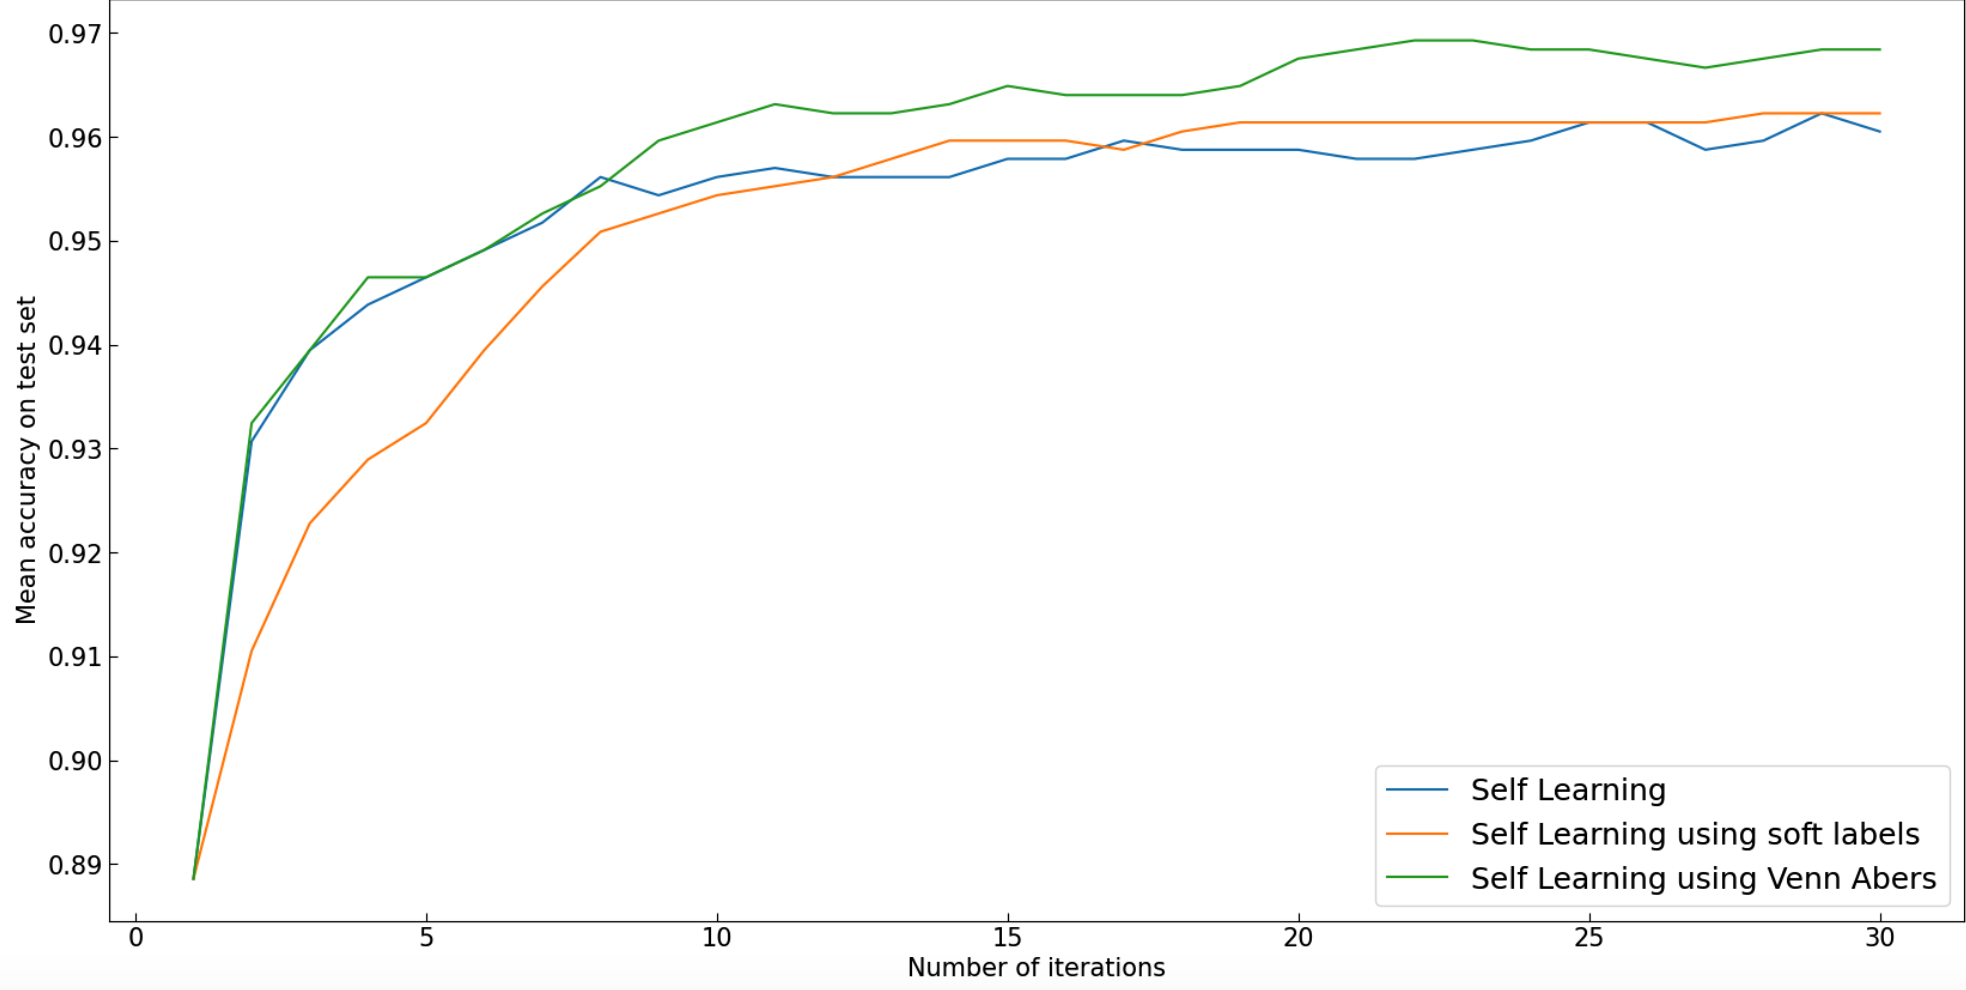 0.97
0.96
0.95
0.94
0.93
0.92
0.91
0.90
0.89
Mean accuracy on test set
Self Learning
Self Learning using soft labels
Self Learning using Venn Abers
0 5 10 15 20 25 30
Number of iterations